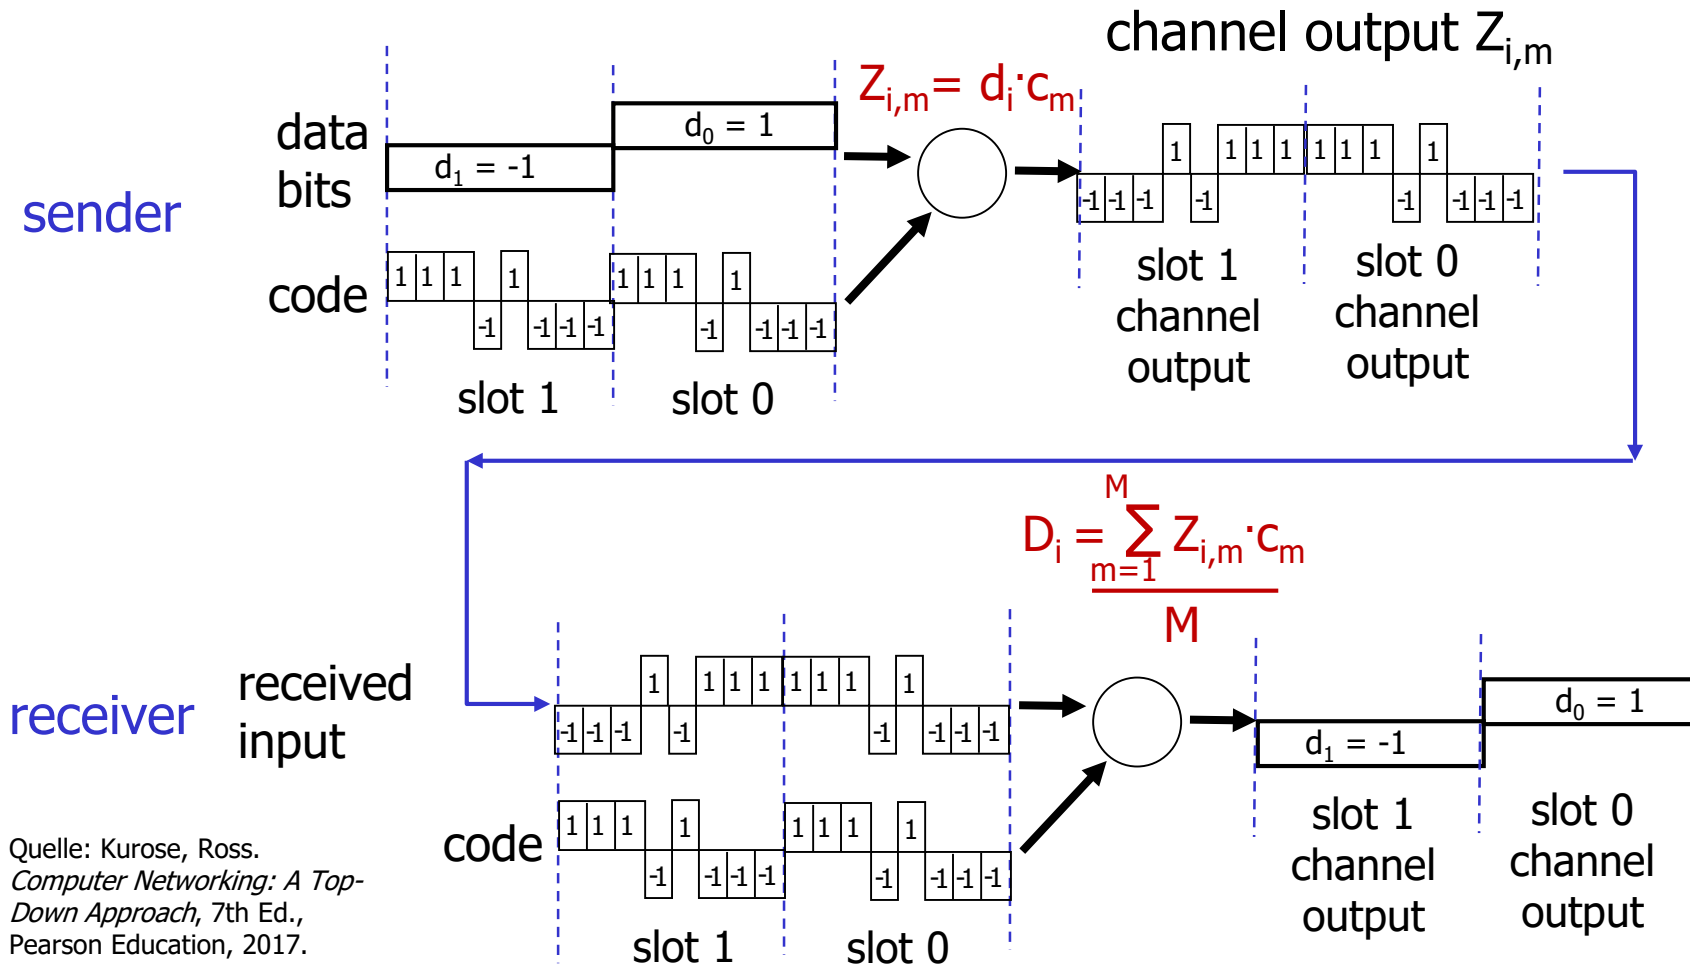 channel output Z_i,m
Z_i,m = d_i·c_m
data
bits
d_1 = -1
d_0 = 1
sender
code
1 1 1 -1 1 -1 -1 -1
1 1 1 -1 1 -1 -1 -1
slot 1
slot 0
-1 -1 -1 1 -1 1 1 1
1 1 1 -1 1 -1 -1 -1
slot 1
channel
output
slot 0
channel
output
D_i = Σ Z_i,m·c_m
M
m=1
M
receiver
received
input
-1 -1 -1 1 -1 1 1 1
1 1 1 -1 1 -1 -1 -1
code
1 1 1 -1 1 -1 -1 -1
1 1 1 -1 1 -1 -1 -1
slot 1
slot 0
d_1 = -1
d_0 = 1
slot 1
channel
output
slot 0
channel
output
Quelle: Kurose, Ross.
Computer Networking: A Top-
Down Approach, 7th Ed.,
Pearson Education, 2017.